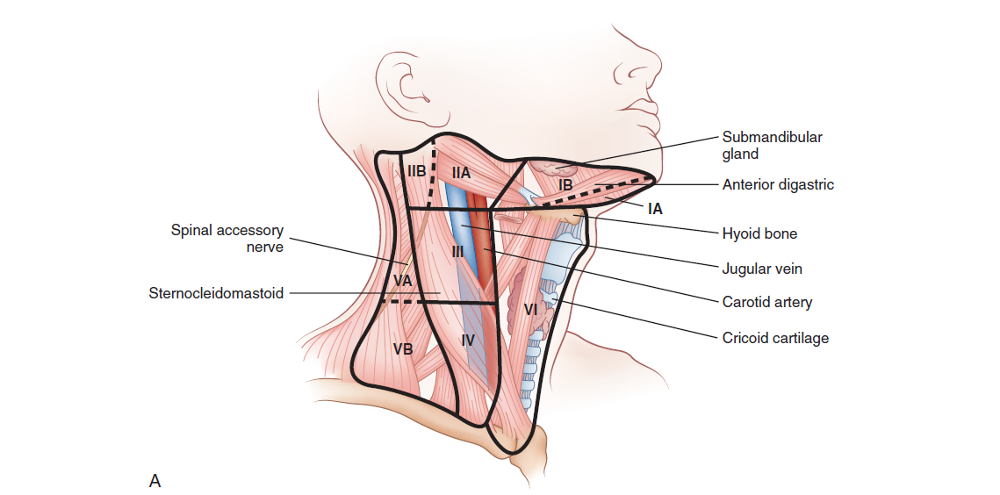 Submandibular
gland
IIB
IIA
IB
Anterior digastric
IA
Spinal accessory
nerve
Hyoid bone
III
Jugular vein
VA
Sternocleidomastoid
Carotid artery
VI
Cricoid cartilage
IV
VB
A